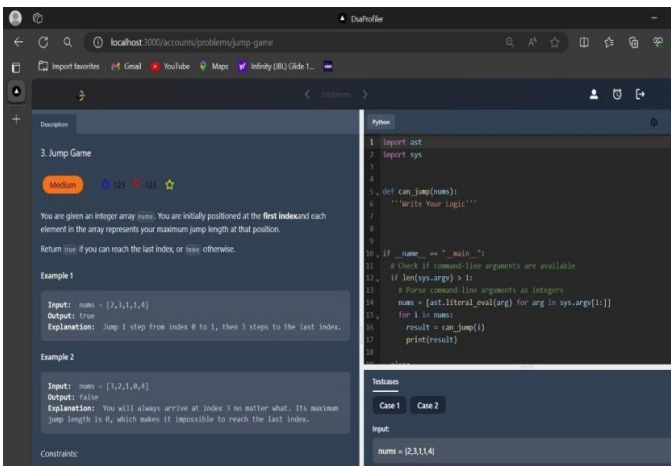 DsaProfiler
localhost:3000/accounts/problems/jump-game
Import favorites
Gmail
YouTube
Maps
Infinity (JBL) Glide 1...
Problems
Description
3. Jump Game
Medium
123
123
You are given an integer array nums. You are initially positioned at the first indexand each
element in the array represents your maximum jump length at that position.
Return true if you can reach the last index, or false otherwise.
Example 1
Input: nums = [2,3,1,1,4]
Output: true
Explanation: Jump 1 step from index 0 to 1, then 3 steps to the last index.
Example 2
Input: nums = [3,2,1,0,4]
Output: false
Explanation: You will always arrive at index 3 no matter what. Its maximum
jump length is 0, which makes it impossible to reach the last index.
Constraints:
Python
1 import ast
2 import sys
3
4
5 def can_jump(nums):
6 '''Write Your Logic'''
7
8
9
10 if __name__ == "__main__":
11 # Check if command-line arguments are available
12 if len(sys.argv) > 1:
13 # Parse command-line arguments as integers
14 nums = [ast.literal_eval(arg) for arg in sys.argv[1:]]
15 for i in nums:
16 result = can_jump(i)
17 print(result)
18
Testcases
Case 1
Case 2
Input:
nums = [2,3,1,1,4]